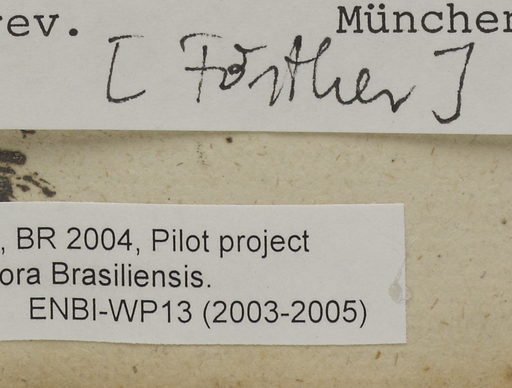 rev. München
[Förther]
, BR 2004, Pilot project
ora Brasiliensis.
ENBI-WP13 (2003-2005)